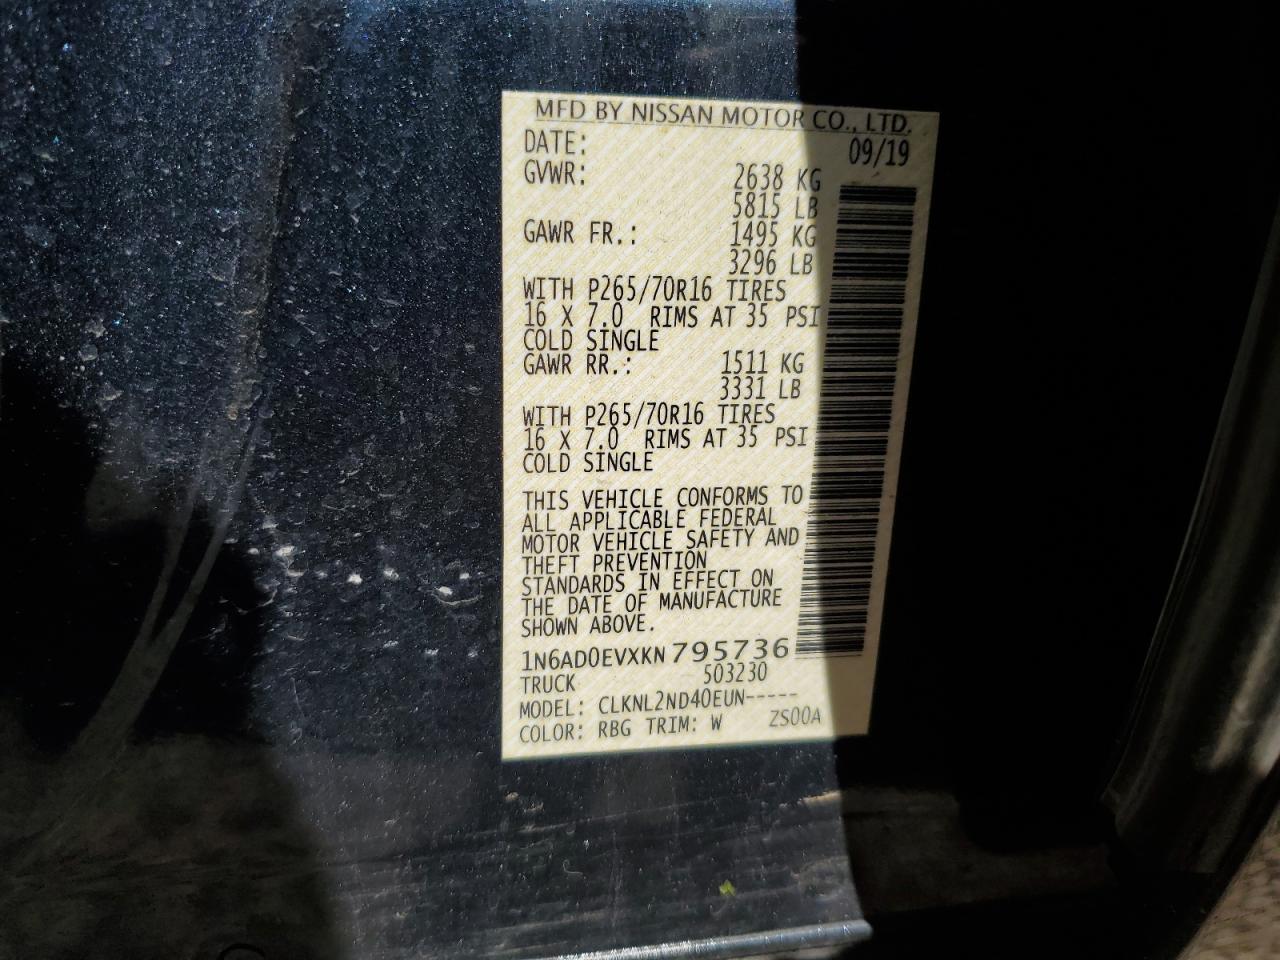 MFD BY NISSAN MOTOR CO., LTD.
DATE: 09/19
GVWR: 2638 KG
5815 LB
GAWR FR.: 1495 KG
3296 LB
WITH P265/70R16 TIRES
16 X 7.0 RIMS AT 35 PSI
COLD SINGLE
GAWR RR.: 1511 KG
3331 LB
WITH P265/70R16 TIRES
16 X 7.0 RIMS AT 35 PSI
COLD SINGLE
THIS VEHICLE CONFORMS TO
ALL APPLICABLE FEDERAL
MOTOR VEHICLE SAFETY AND
THEFT PREVENTION
STANDARDS IN EFFECT ON
THE DATE OF MANUFACTURE
SHOWN ABOVE.
1N6AD0EVXKN795736
TRUCK 503230
MODEL: CLKNL2ND40EUN-----
COLOR: RBG TRIM: W ZS00A